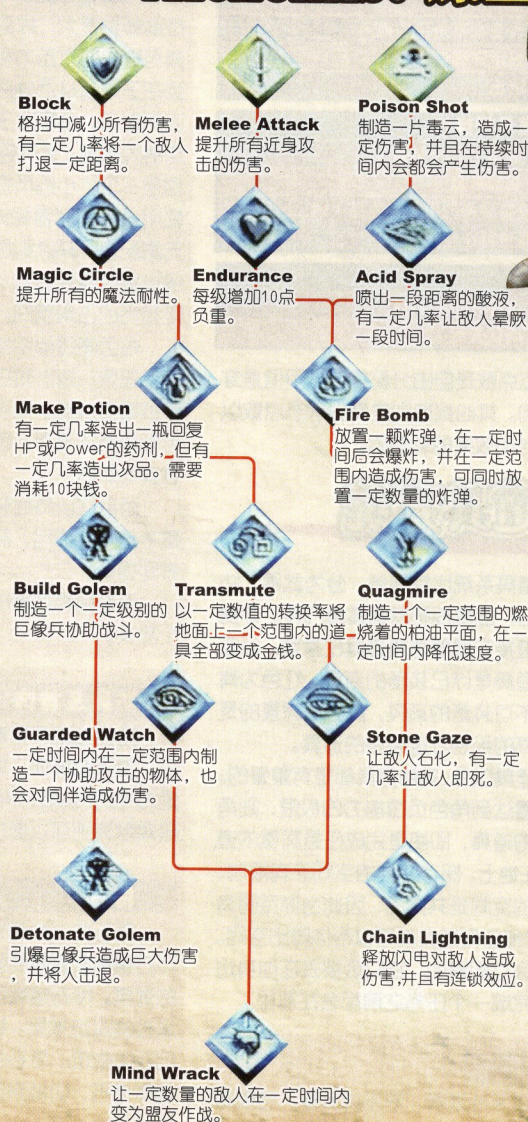 Block
格挡中减少所有伤害，
有一定几率将一个敌人
打退一定距离。
Melee Attack
提升所有近身攻
击的伤害。
Poison Shot
制造一片毒云，造成一
定伤害，并且在持续时
间内会都会产生伤害。
Magic Circle
提升所有的魔法耐性。
Endurance
每级增加10点
负重。
Acid Spray
喷出一段距离的酸液，
有一定几率让敌人晕厥
一段时间。
Make Potion
有一定几率造出一瓶回复
HP或Power的药剂，但有
一定几率造出次品。需要
消耗10块钱。
Fire Bomb
放置一颗炸弹，在一定时
间后会爆炸，并在一定范
围内造成伤害，可同时放
置一定数量的炸弹。
Build Golem
制造一个一定级别的
巨像兵协助战斗。
Transmute
以一定数值的转换率将
地面上一个范围内的道
具全部变成金钱。
Quagmire
制造一个一定范围的燃
烧着的柏油平面，在一
定时间内降低速度。
Guarded Watch
一定时间内在一定范围内制
造一个协助攻击的物体，也
会对同伴造成伤害。
Stone Gaze
让敌人石化，有一定
几率让敌人即死。
Detonate Golem
引爆巨像兵造成巨大伤害
，并将人击退。
Chain Lightning
释放闪电对敌人造成
伤害,并且有连锁效应。
Mind Wrack
让一定数量的敌人在一定时间内
变为盟友作战。